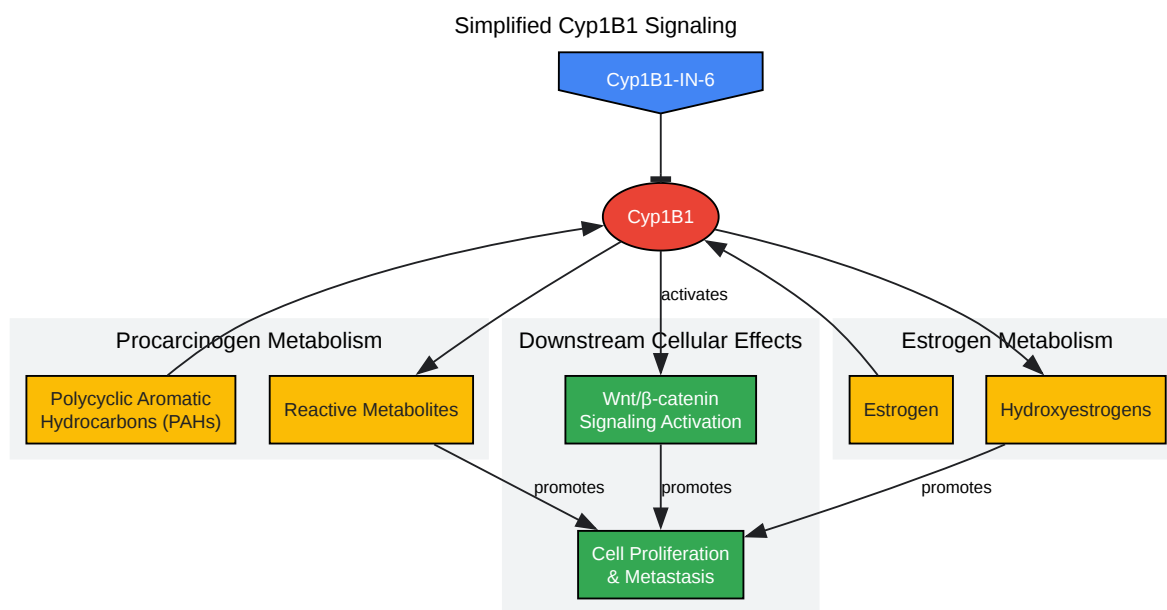 Simplified Cyp1B1 Signaling
Cyp1B1-IN-6
Cyp1B1
activates
Procarcinogen Metabolism
Downstream Cellular Effects
Estrogen Metabolism
Polycyclic Aromatic
Hydrocarbons (PAHs)
Reactive Metabolites
Wnt/β-catenin
Signaling Activation
Estrogen
Hydroxyestrogens
promotes
promotes
promotes
Cell Proliferation
& Metastasis